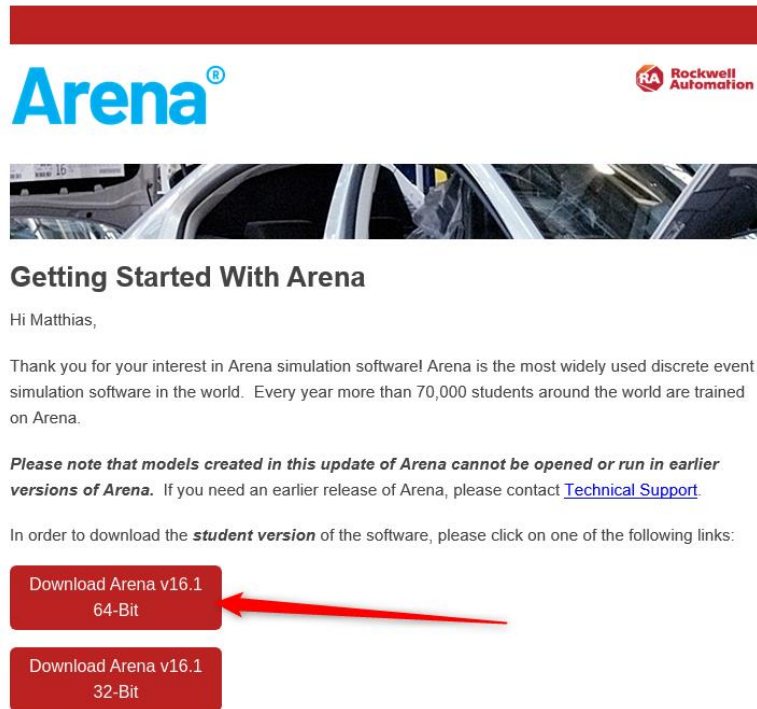 Arena®
RA Rockwell
Automation
16
Getting Started With Arena
Hi Matthias,
Thank you for your interest in Arena simulation software! Arena is the most widely used discrete event
simulation software in the world. Every year more than 70,000 students around the world are trained
on Arena.
Please note that models created in this update of Arena cannot be opened or run in earlier
versions of Arena. If you need an earlier release of Arena, please contact Technical Support.
In order to download the student version of the software, please click on one of the following links:
Download Arena v16.1
64-Bit
Download Arena v16.1
32-Bit